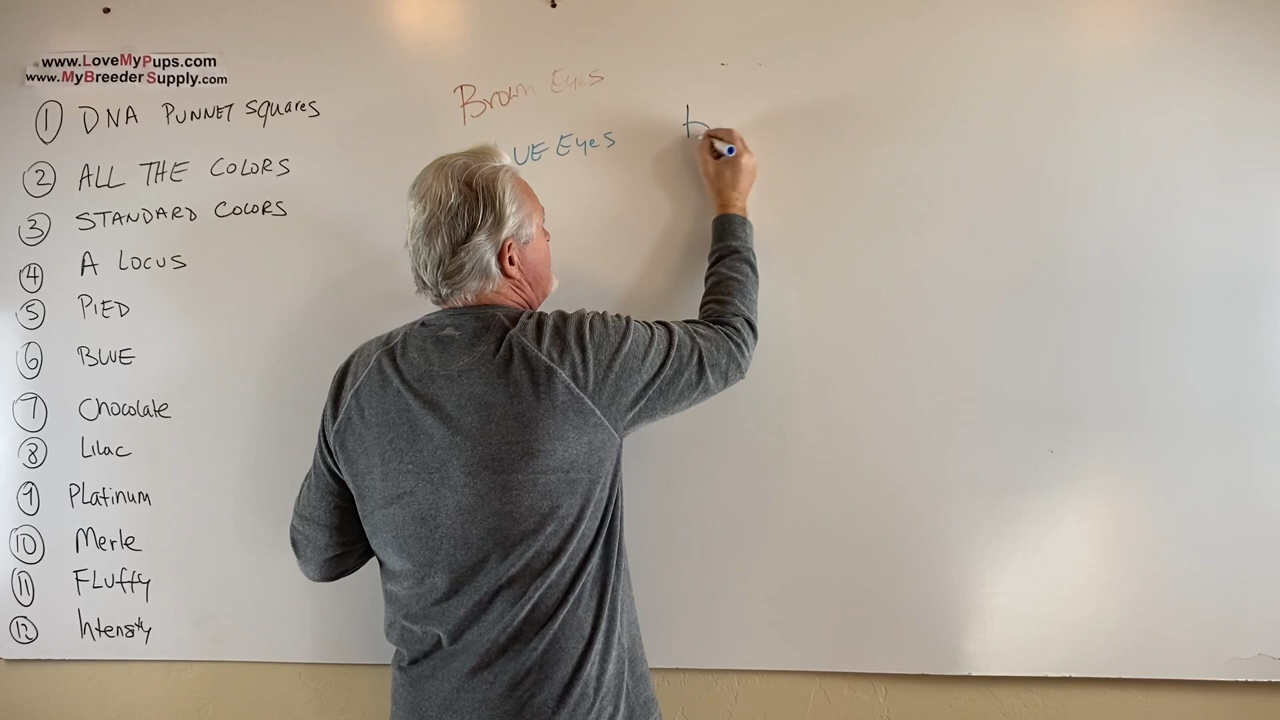 www.LoveMyPups.com
www.MyBreederSupply.com
1 DNA PUNNET SQUARES
2 ALL THE COLORS
3 STANDARD COLORS
4 A LOCUS
5 PIED
6 BLUE
7 Chocolate
8 Lilac
9 Platinum
10 Merle
11 FLuffy
12 Intensity
Brown Eyes
UE Eyes
b